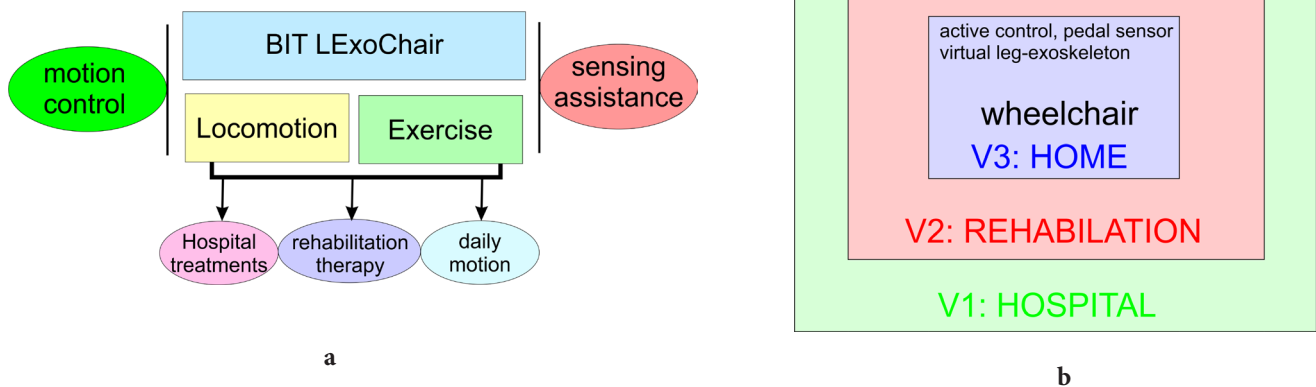 BIT LExoChair
motion
control
sensing
assistance
Locomotion
Exercise
Hospital
treatments
rehabilitation
therapy
daily
motion
a
active control, pedal sensor
virtual leg-exoskeleton
wheelchair
V3: HOME
V2: REHABILATION
V1: HOSPITAL
b